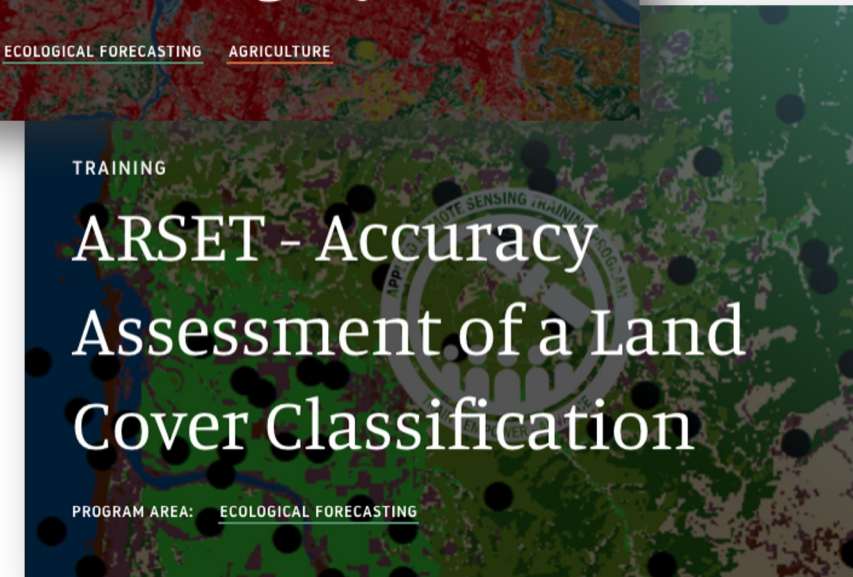 ECOLOGICAL FORECASTING AGRICULTURE
TRAINING
ARSET - Accuracy
Assessment of a Land
Cover Classification
PROGRAM AREA: ECOLOGICAL FORECASTING